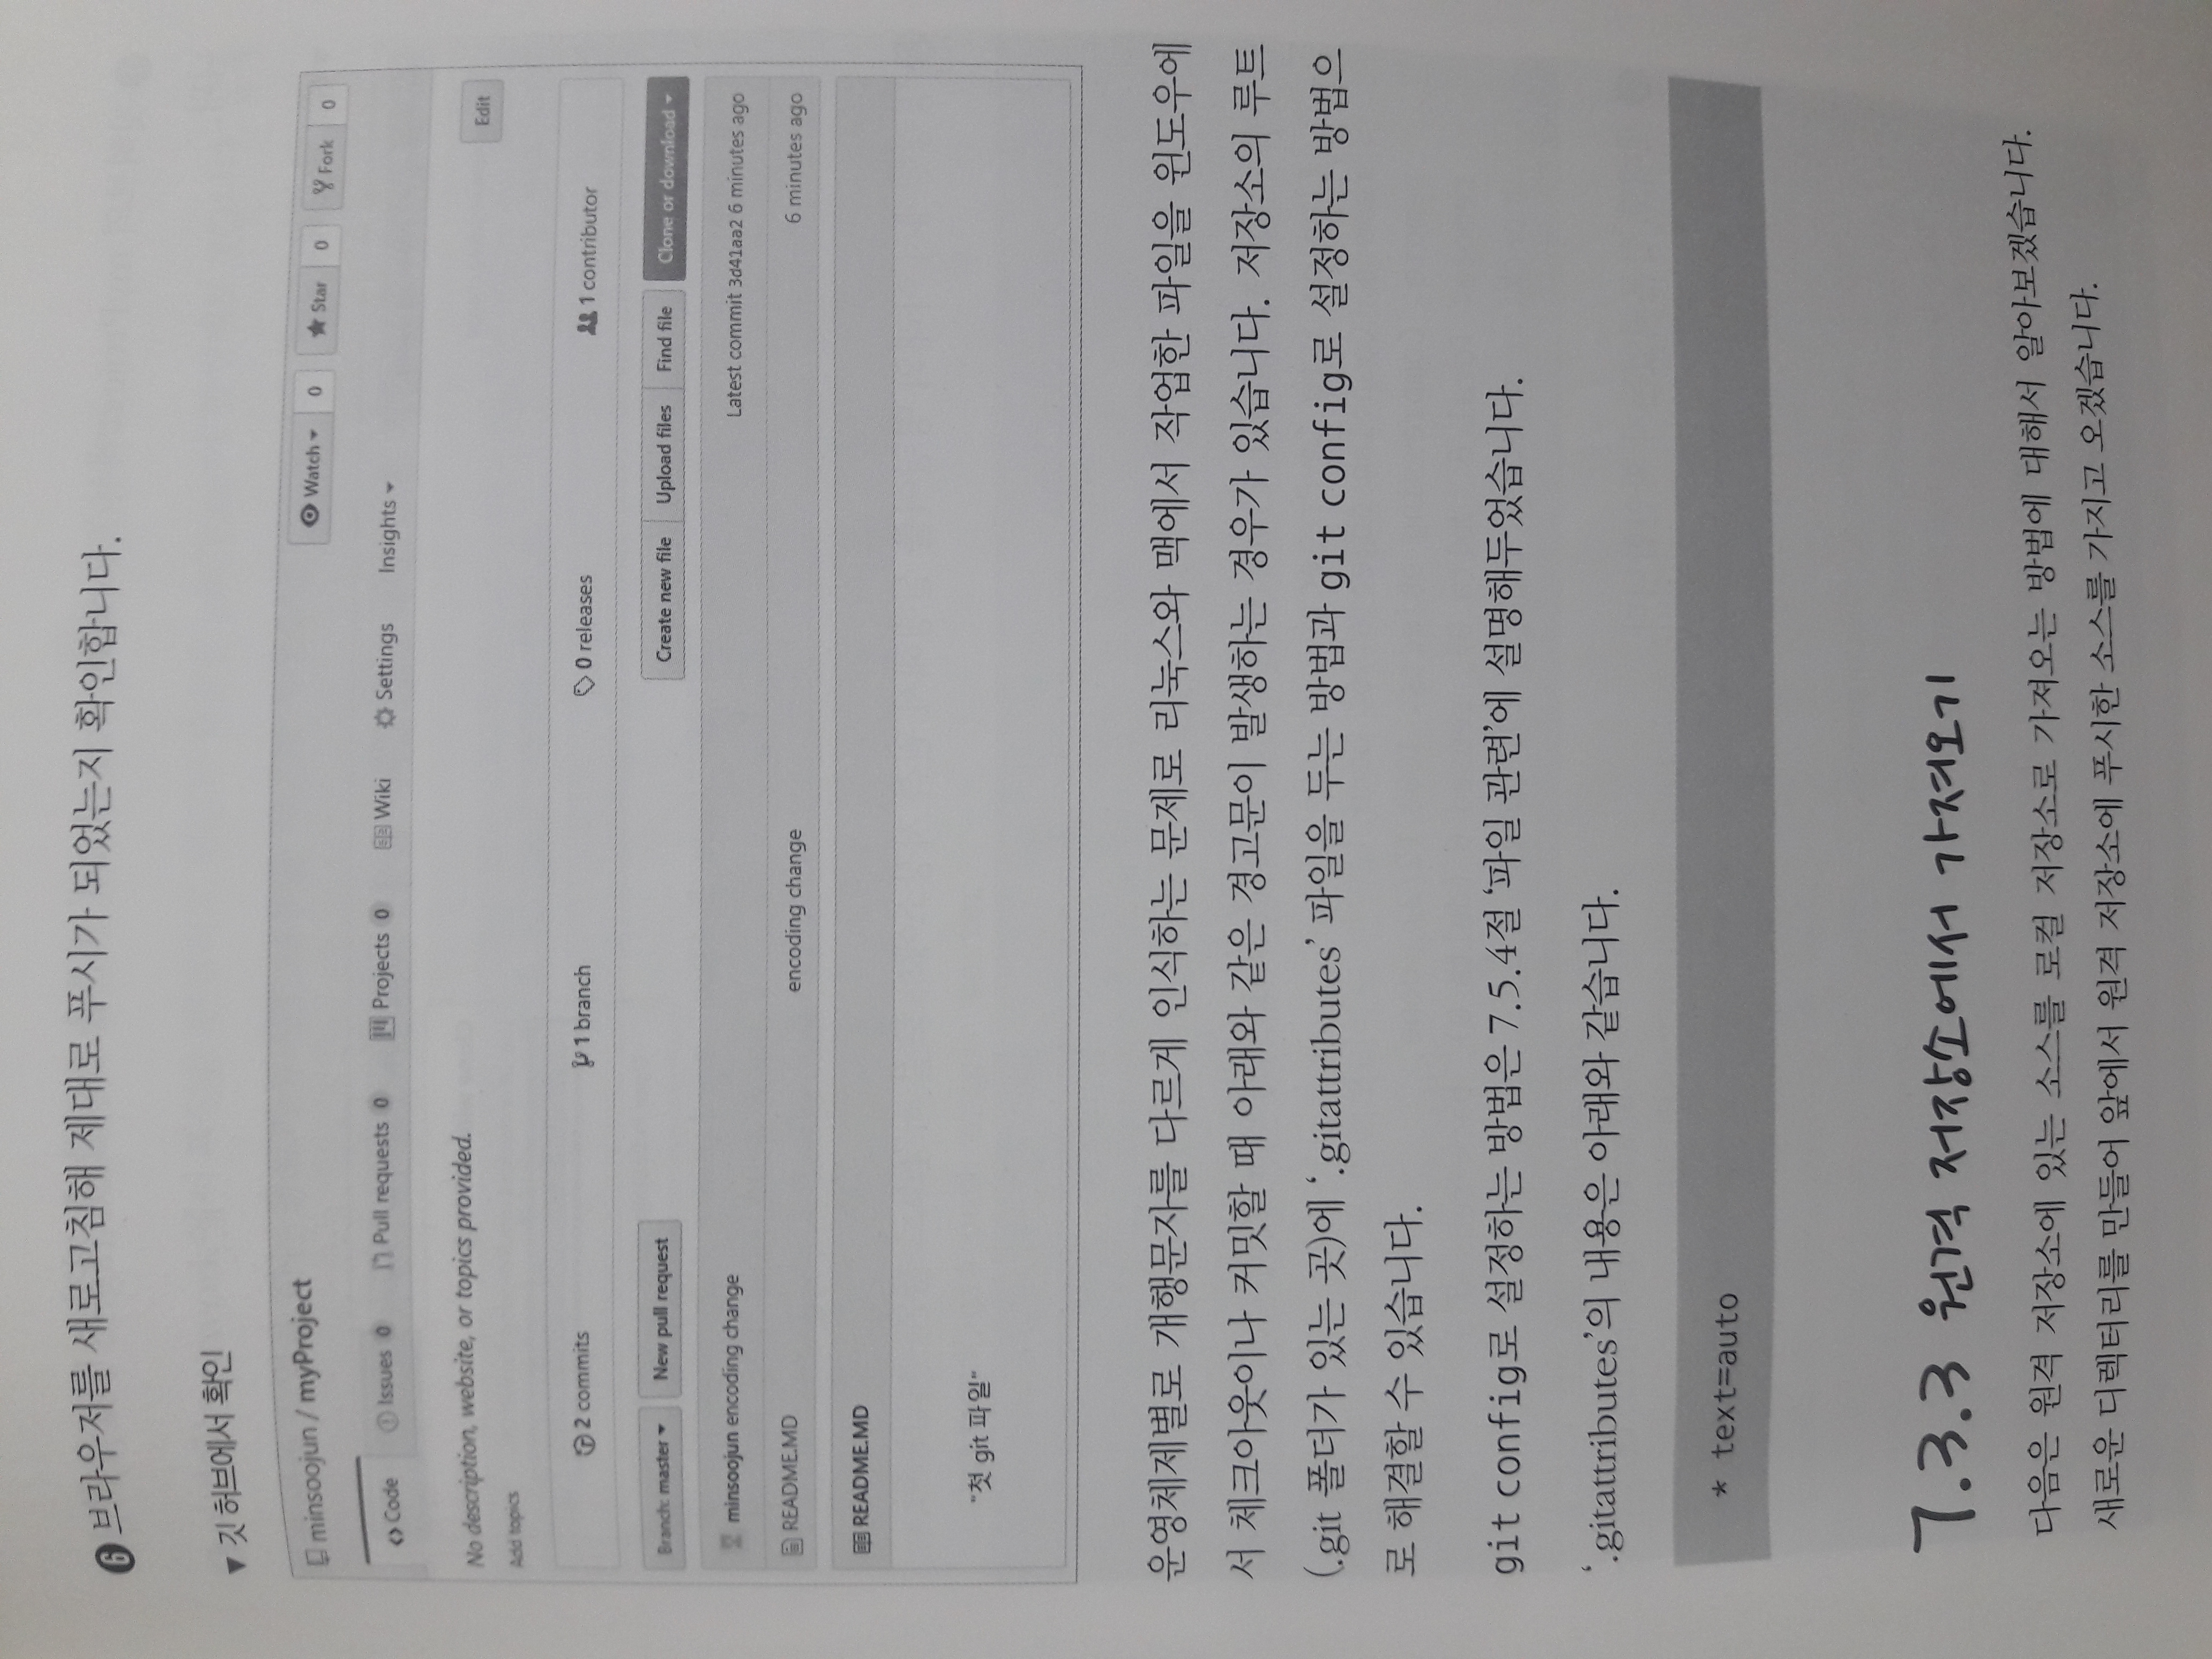 ❻ 브라우저를 새로고침해 제대로 푸시가 되었는지 확인합니다.
▼ 깃 허브에서 확인
minsoojun / myProject
Watch 0
Star 0
Fork 0
Code
Issues 0
Pull requests 0
Projects 0
Wiki
Settings
Insights
No description, website, or topics provided.
Edit
Add topics
2 commits
1 branch
0 releases
1 contributor
Branch: master
New pull request
Create new file
Upload files
Find file
Clone or download
minsoojun encoding change
Latest commit 3d41aa2 6 minutes ago
README.MD
encoding change
6 minutes ago
README.MD
"첫 git 파일"
운영체제별로 개행문자를 다르게 인식하는 문제로 리눅스와 맥에서 작업한 파일을 윈도우에
서 체크아웃이나 커밋할 때 아래와 같은 경고문이 발생하는 경우가 있습니다. 저장소의 루트
(.git 폴더가 있는 곳)에 ‘.gitattributes’ 파일을 두는 방법과 git config로 설정하는 방법으
로 해결할 수 있습니다.
git config로 설정하는 방법은 7.5.4절 ‘파일 관련’에 설명해두었습니다.
‘.gitattributes’의 내용은 아래와 같습니다.
* text=auto
7.3.3 원격 저장소에서 가져오기
다음은 원격 저장소에 있는 소스를 로컬 저장소로 가져오는 방법에 대해서 알아보겠습니다.
새로운 디렉터리를 만들어 앞에서 원격 저장소에 푸시한 소스를 가지고 오겠습니다.